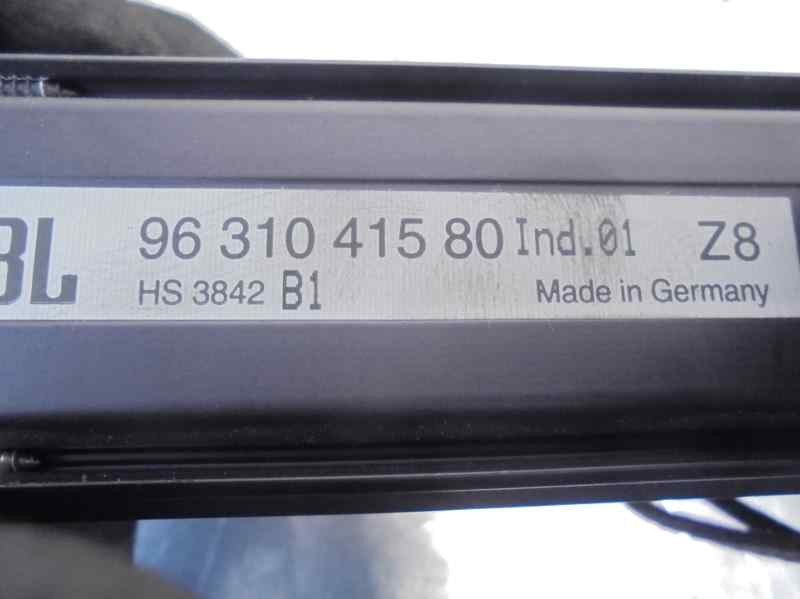 BL 96 310 415 80 Ind.01 Z8
HS 3842 B1 Made in Germany